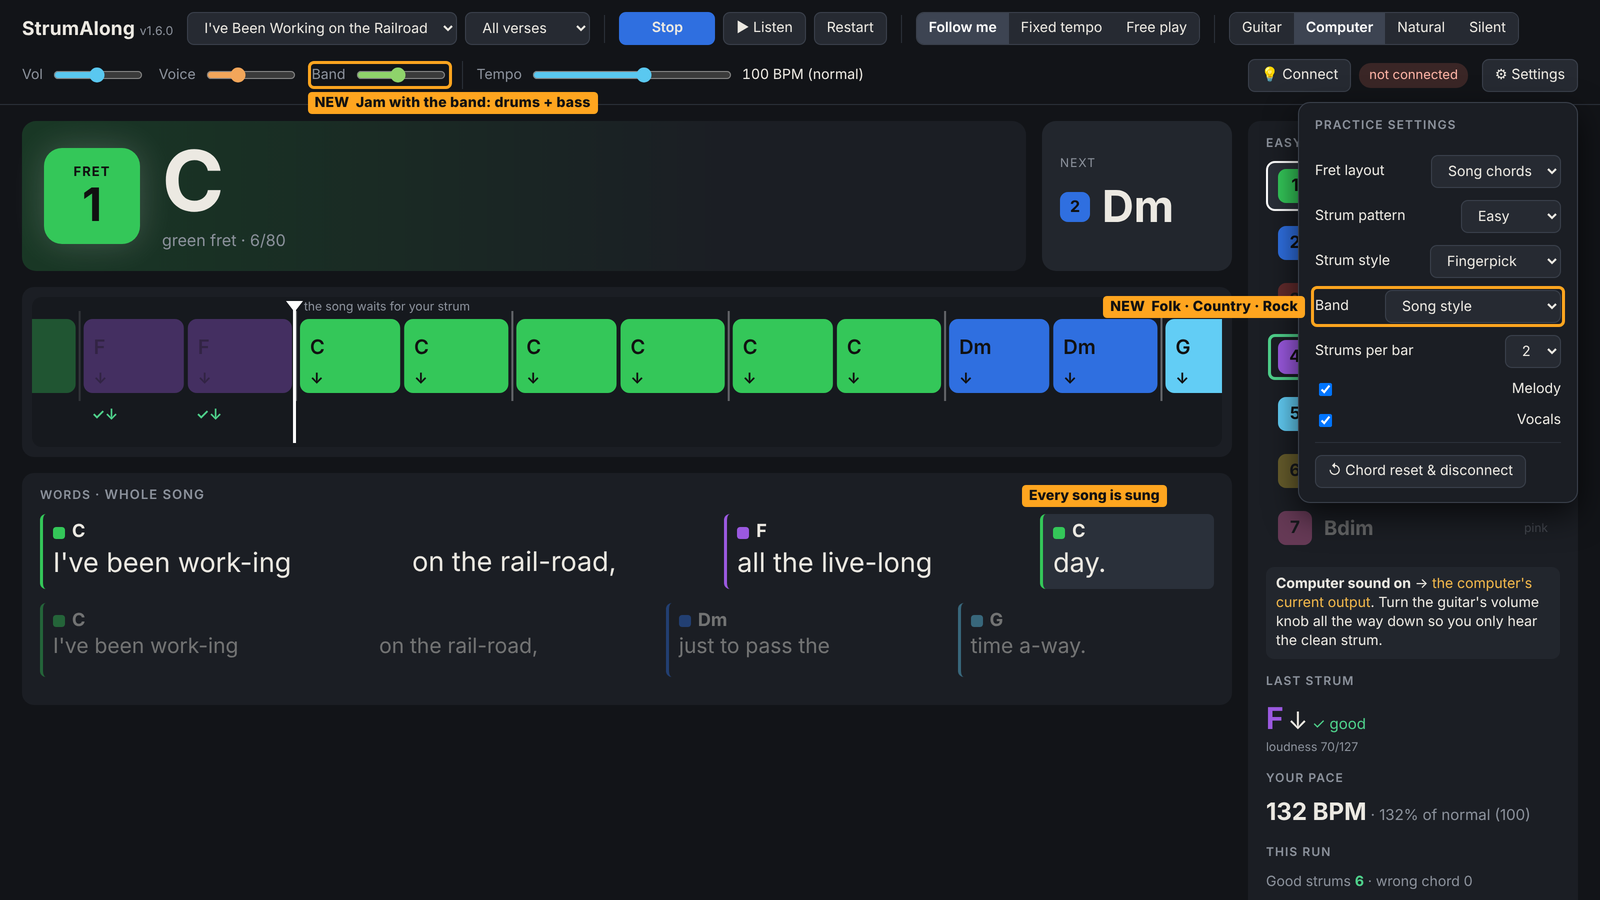 StrumAlong v1.6.0 I've Been Working on the Railroad All verses Stop ▶ Listen Restart Follow me Fixed tempo Free play Guitar Computer Natural Silent
Vol Voice Band Tempo 100 BPM (normal) 💡 Connect not connected ⚙ Settings
NEW Jam with the band: drums + bass
FRET
1
C
green fret · 6/80
NEXT
2 Dm
the song waits for your strum
F F C C C C C C Dm Dm G
↓ ↓ ↓ ↓ ↓ ↓ ↓ ↓ ↓ ↓ ↓
✓↓ ✓↓
WORDS · WHOLE SONG
Every song is sung
C F C
I've been work-ing on the rail-road, all the live-long day.
C Dm G
I've been work-ing on the rail-road, just to pass the time a-way.
EASY
1
2
4
5
6
7 Bdim pink
PRACTICE SETTINGS
Fret layout Song chords
Strum pattern Easy
Strum style Fingerpick
NEW Folk · Country · Rock
Band Song style
Strums per bar 2
Melody
Vocals
↺ Chord reset & disconnect
Computer sound on → the computer's
current output. Turn the guitar's volume
knob all the way down so you only hear
the clean strum.
LAST STRUM
F ↓ ✓ good
loudness 70/127
YOUR PACE
132 BPM · 132% of normal (100)
THIS RUN
Good strums 6 · wrong chord 0